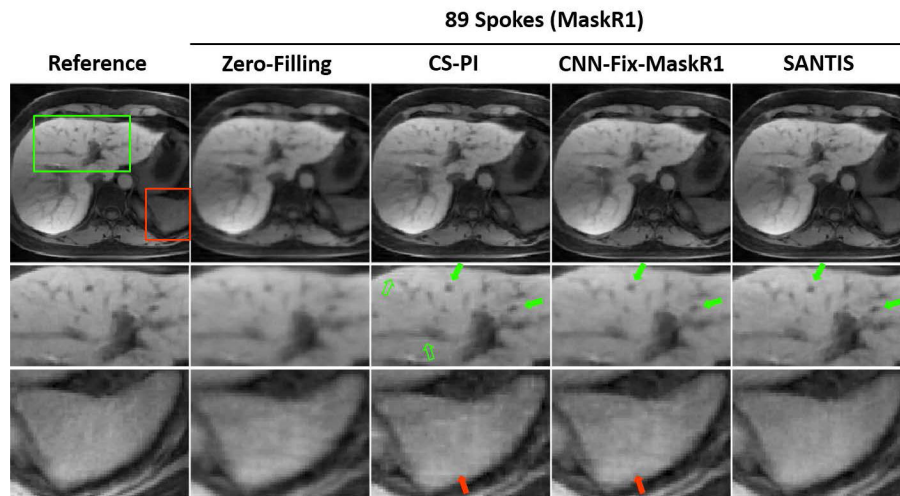 89 Spokes (MaskR1)
Reference Zero-Filling CS-PI CNN-Fix-MaskR1 SANTIS